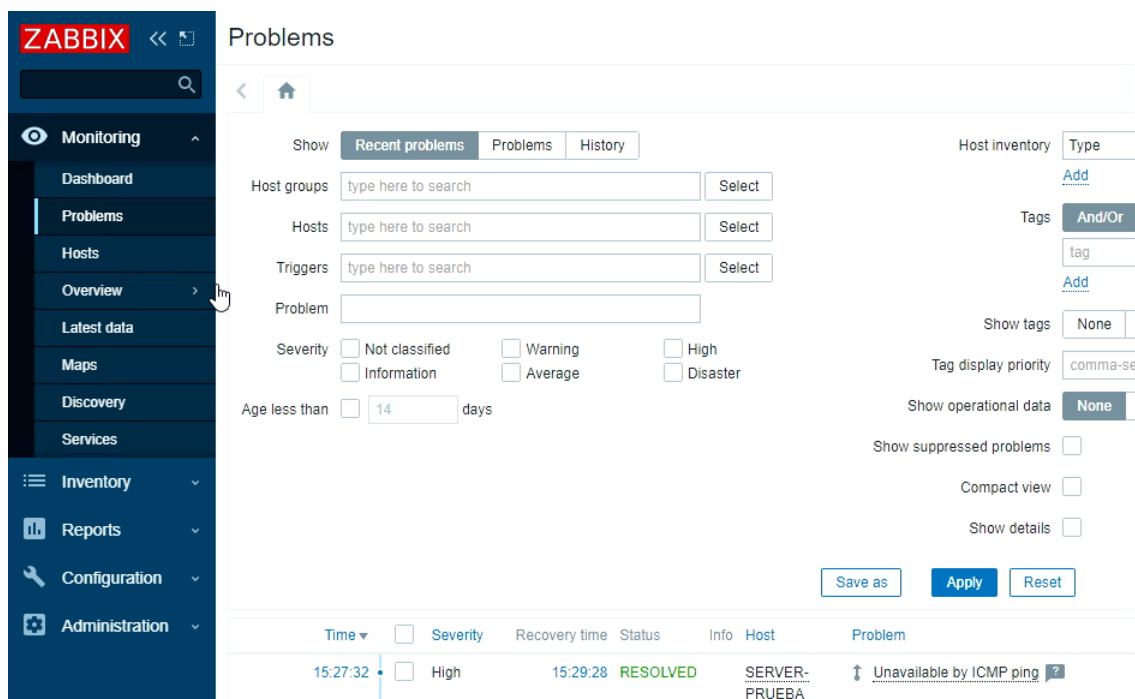 ZABBIX
Problems
Monitoring
Dashboard
Problems
Hosts
Overview
Latest data
Maps
Discovery
Services
Inventory
Reports
Configuration
Administration
Show Recent problems Problems History
Host groups type here to search Select
Hosts type here to search Select
Triggers type here to search Select
Problem
Severity Not classified Warning High
Information Average Disaster
Age less than 14 days
Host inventory Type
Add
Tags And/Or
tag
Add
Show tags None
Tag display priority comma-se
Show operational data None
Show suppressed problems
Compact view
Show details
Save as Apply Reset
Time Severity Recovery time Status Info Host Problem
15:27:32 High 15:29:28 RESOLVED SERVER- Unavailable by ICMP ping ?
PRUEBA